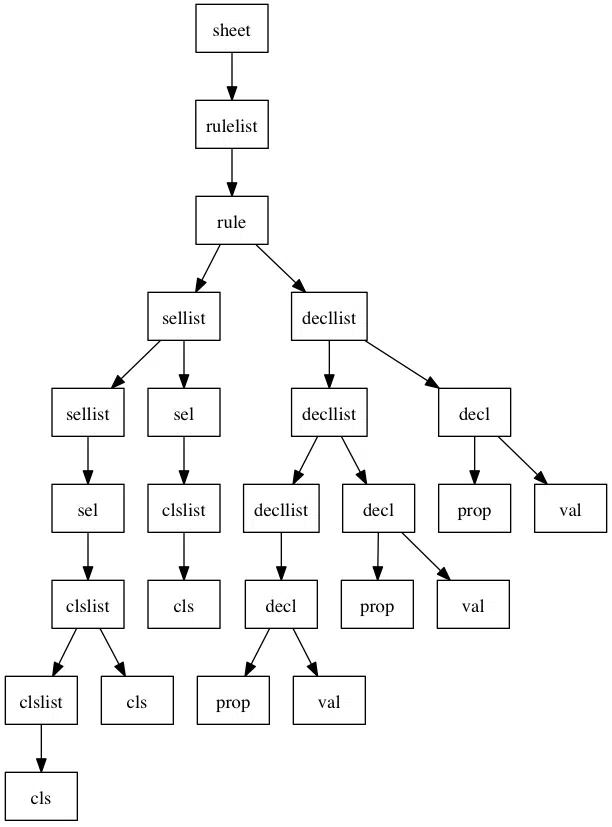 sheet
rulelist
rule
sellist decllist
sellist sel decllist decl
sel clslist decllist decl prop val
clslist cls decl prop val
clslist cls prop val
cls